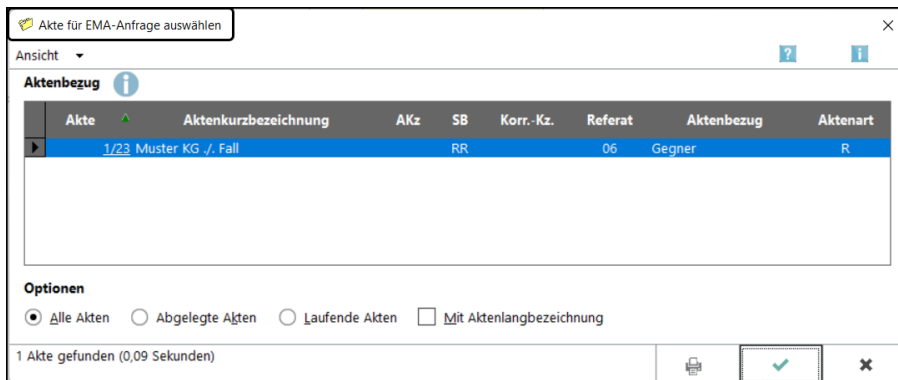 Akte für EMA-Anfrage auswählen
Ansicht
Aktenbezug
Akte Aktenkurzbezeichnung AKz SB Korr.-Kz. Referat Aktenbezug Aktenart
1/23 Muster KG ./. Fall RR 06 Gegner R
Optionen
Alle Akten Abgelegte Akten Laufende Akten Mit Aktenlangbezeichnung
1 Akte gefunden (0,09 Sekunden)